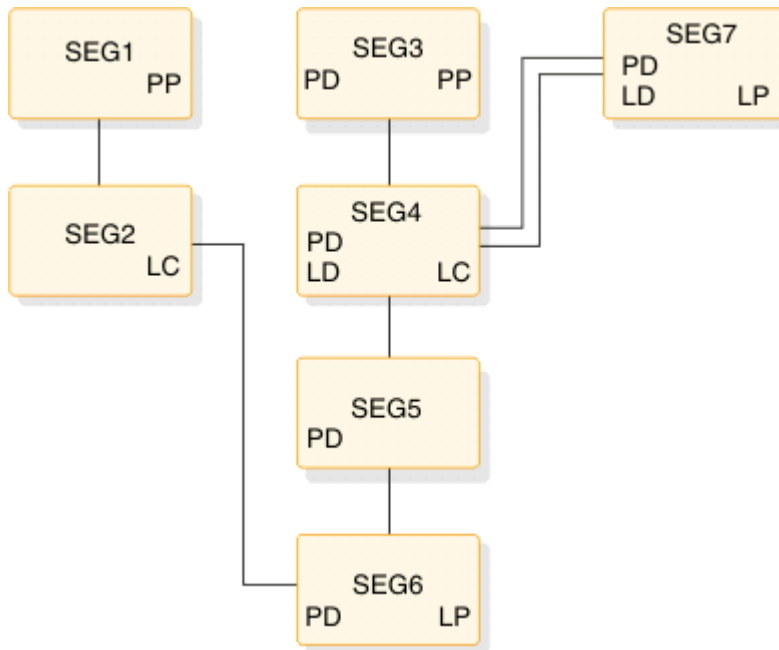 SEG1
PP
SEG3
PD PP
SEG7
PD
LD LP
SEG2
LC
SEG4
PD
LD LC
SEG5
PD
SEG6
PD LP